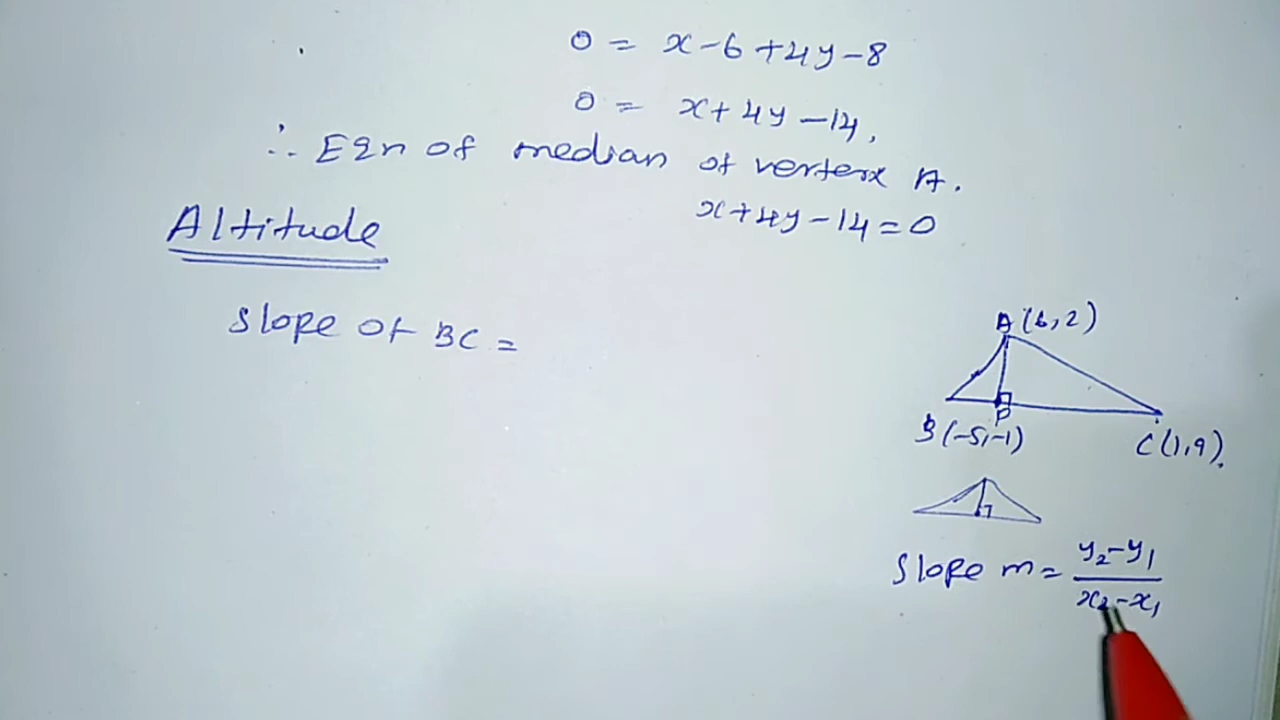 0 = x-6+4y-8
0 = x+4y-14,
∴ Eqn of median of vertex A.
x+4y-14=0
Altitude
Slope of BC =
A(6,2)
P
B(-5,-1)
C(1,9).
Slope m = y₂-y₁/x₂-x₁